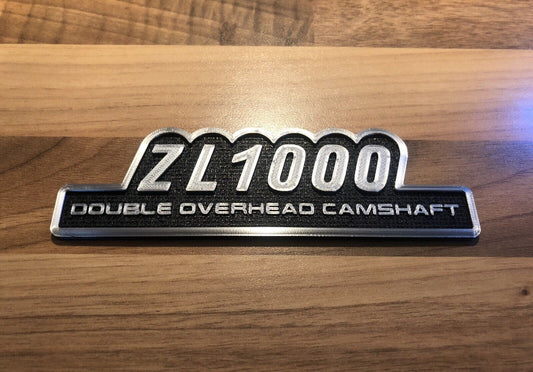 ZL1000
DOUBLE OVERHEAD CAMSHAFT